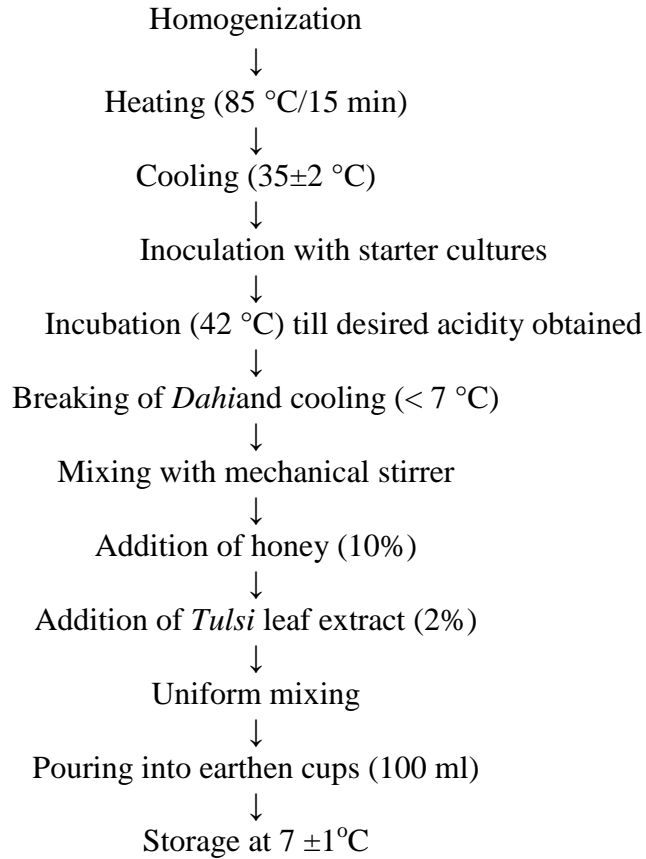 Homogenization
↓
Heating (85 °C/15 min)
↓
Cooling (35±2 °C)
↓
Inoculation with starter cultures
↓
Incubation (42 °C) till desired acidity obtained
↓
Breaking of Dahiand cooling (< 7 °C)
↓
Mixing with mechanical stirrer
↓
Addition of honey (10%)
↓
Addition of Tulsi leaf extract (2%)
↓
Uniform mixing
↓
Pouring into earthen cups (100 ml)
↓
Storage at 7 ±1°C